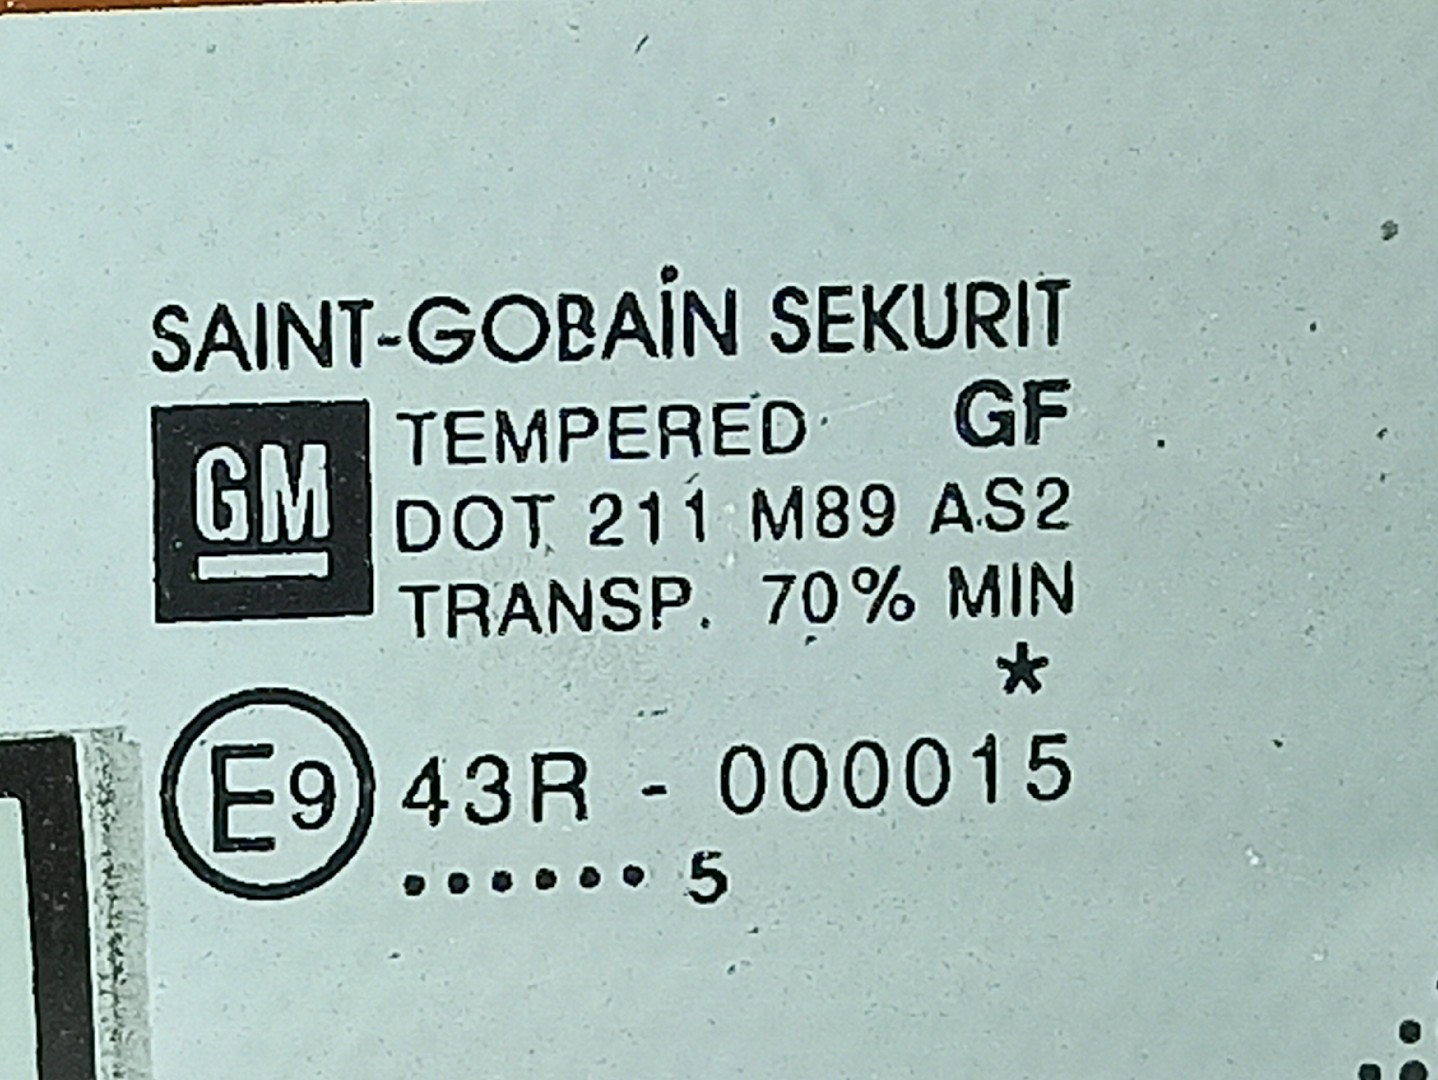 SAINT-GOBAIN SEKURIT
GM
TEMPERED GF
DOT 211 M89 AS2
TRANSP. 70% MIN
*
E9 43R - 000015
...... 5